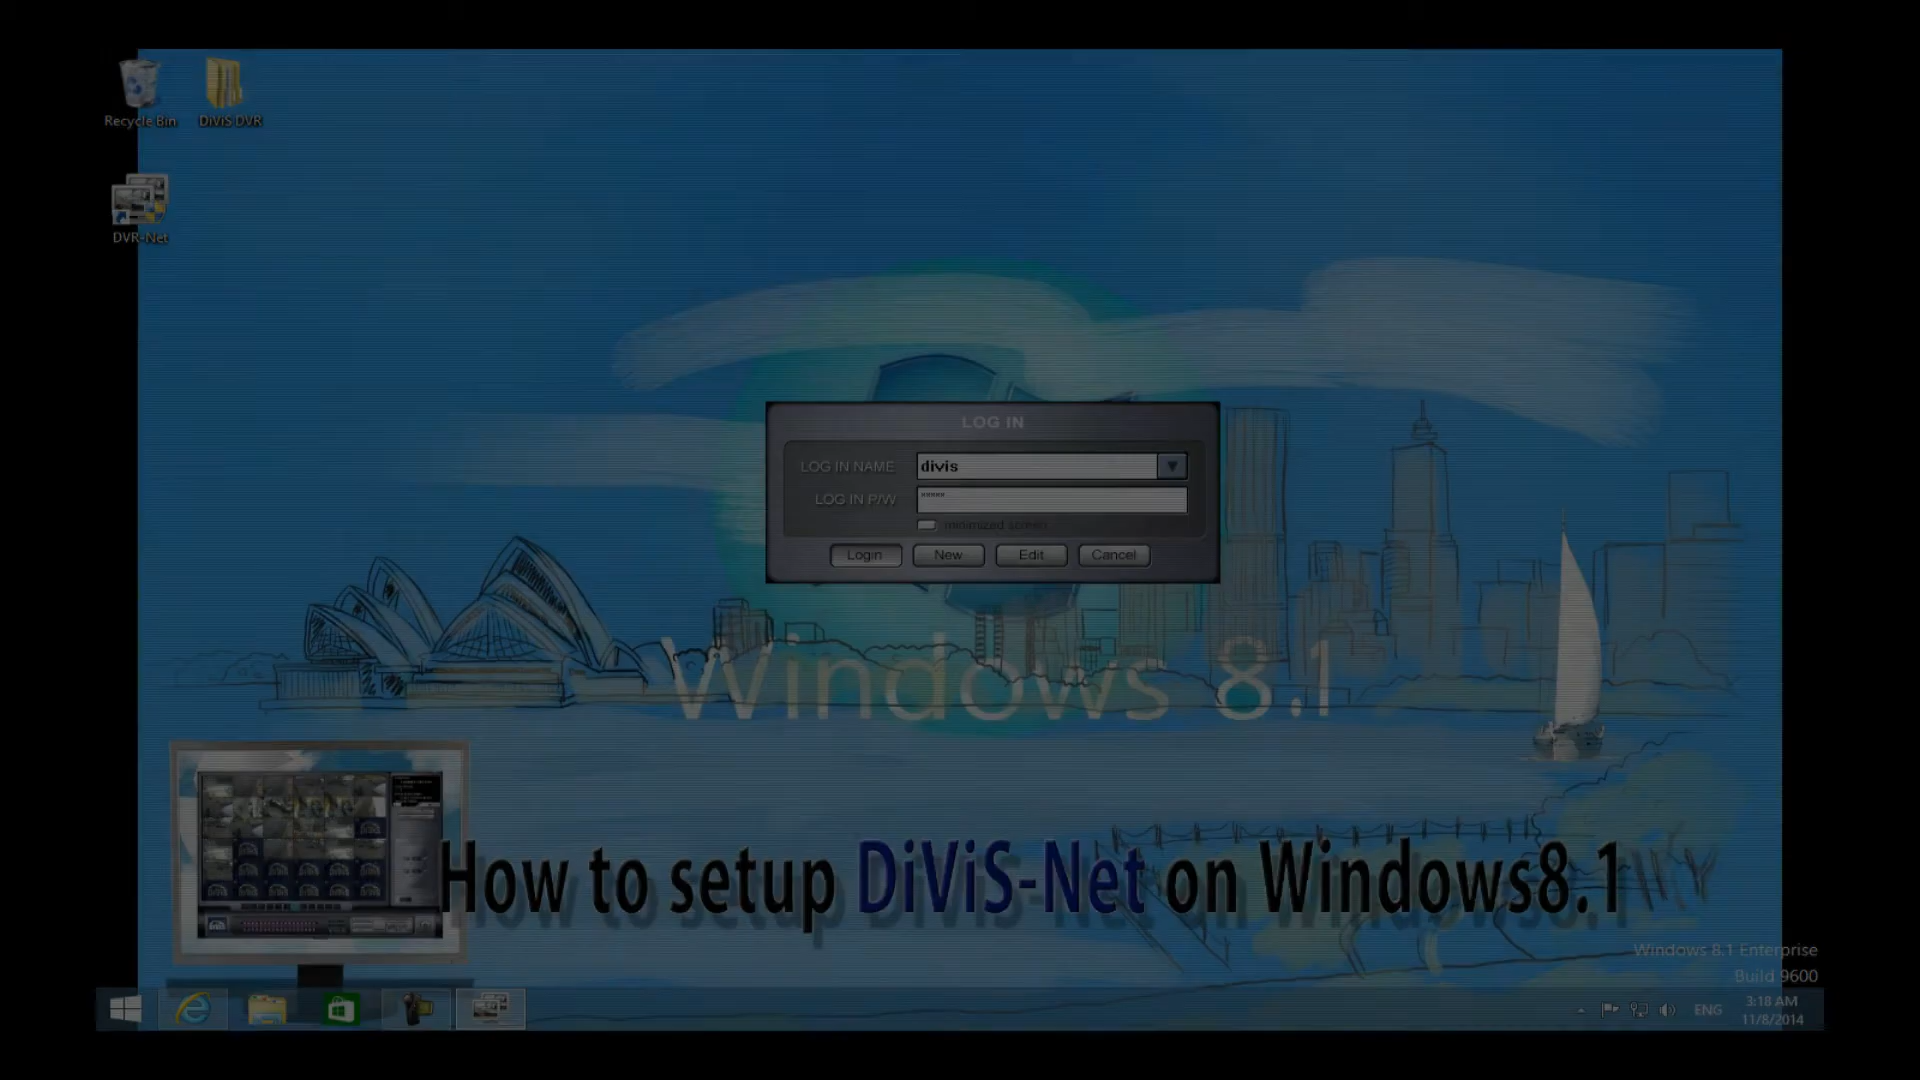 Recycle Bin
DiViS DVR
DVR-Net
LOG IN
LOG IN NAME divis
LOG IN P/W *****
minimized screen
Login New Edit Cancel
Windows 8.1
How to setup DiViS-Net on Windows8.1
Windows 8.1 Enterprise
Build 9600
ENG
3:18 AM
11/8/2014